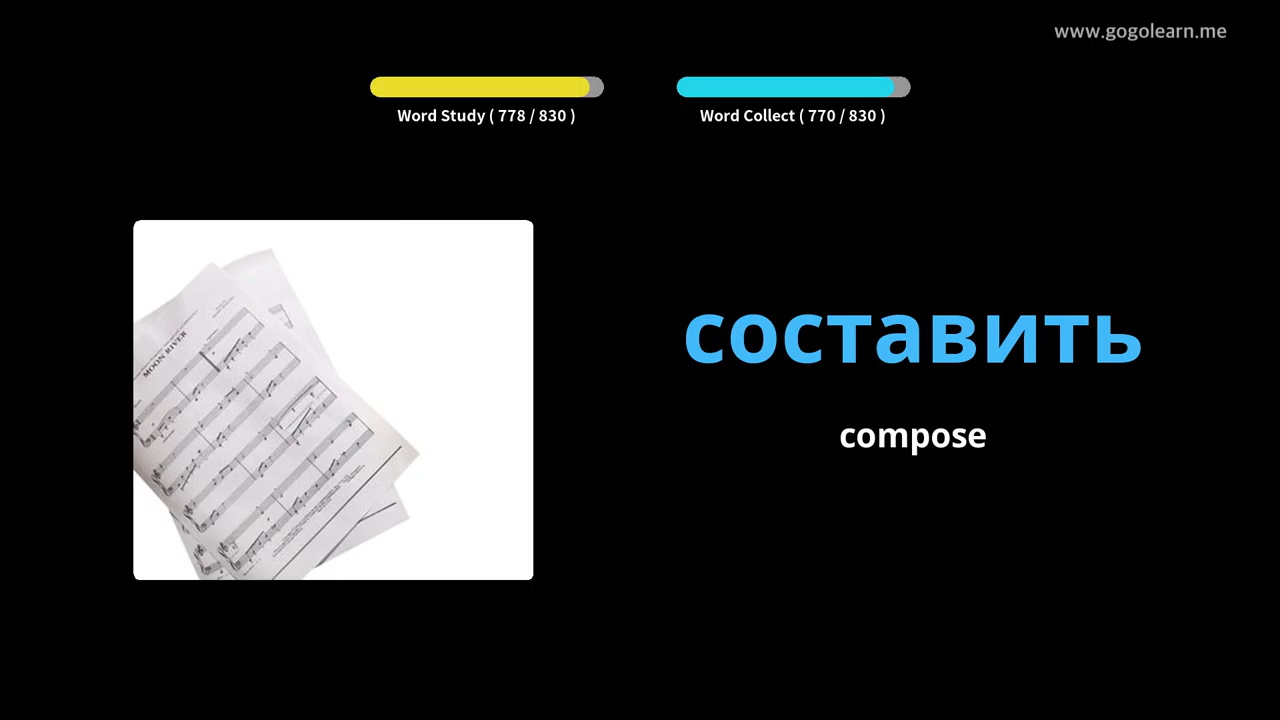 www.gogolearn.me
Word Study ( 778 / 830 )
Word Collect ( 770 / 830 )
MOON RIVER
составить
compose